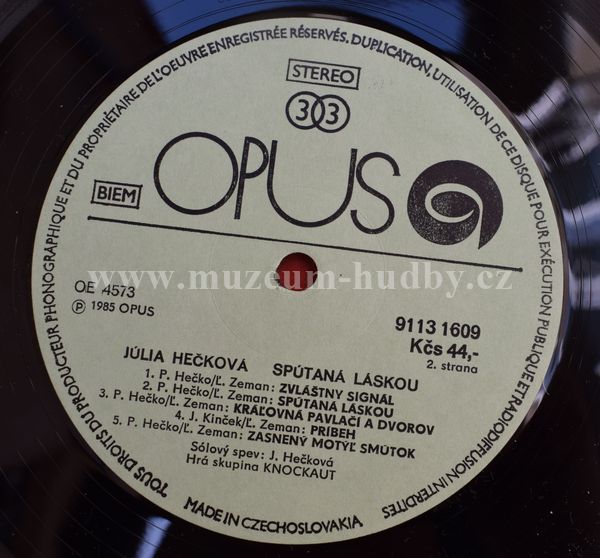 TOUS DROITS DU PRODUCTEUR PHONOGRAPHIQUE ET DU PROPRIÉTAIRE DE L'OEUVRE ENREGISTRÉE RÉSERVÉS. DUPLICATION, UTILISATION DE CE DISQUE POUR EXÉCUTION PUBLIQUE ET RADIODIFFUSION INTERDITES
STEREO
33
OPUS
BIEM
www.muzeum-hudby.cz
OE 4573
Ⓟ 1985 OPUS
9113 1609
Kčs 44,-
2. strana
JÚLIA HEČKOVÁ SPÚTANÁ LÁSKOU
1. P. Hečko/Ľ. Zeman: ZVLÁŠTNY SIGNÁL
2. P. Hečko/Ľ. Zeman: SPÚTANÁ LÁSKOU
3. P. Hečko/Ľ. Zeman: KRÁĽOVNÁ PAVLAČÍ A DVOROV
4. J. Kinček/Ľ. Zeman: PRÍBEH
5. P. Hečko/Ľ. Zeman: ZASNENÝ MOTÝĽ SMÚTOK
Sólový spev: J. Hečková
Hrá skupina KNOCKAUT
MADE IN CZECHOSLOVAKIA